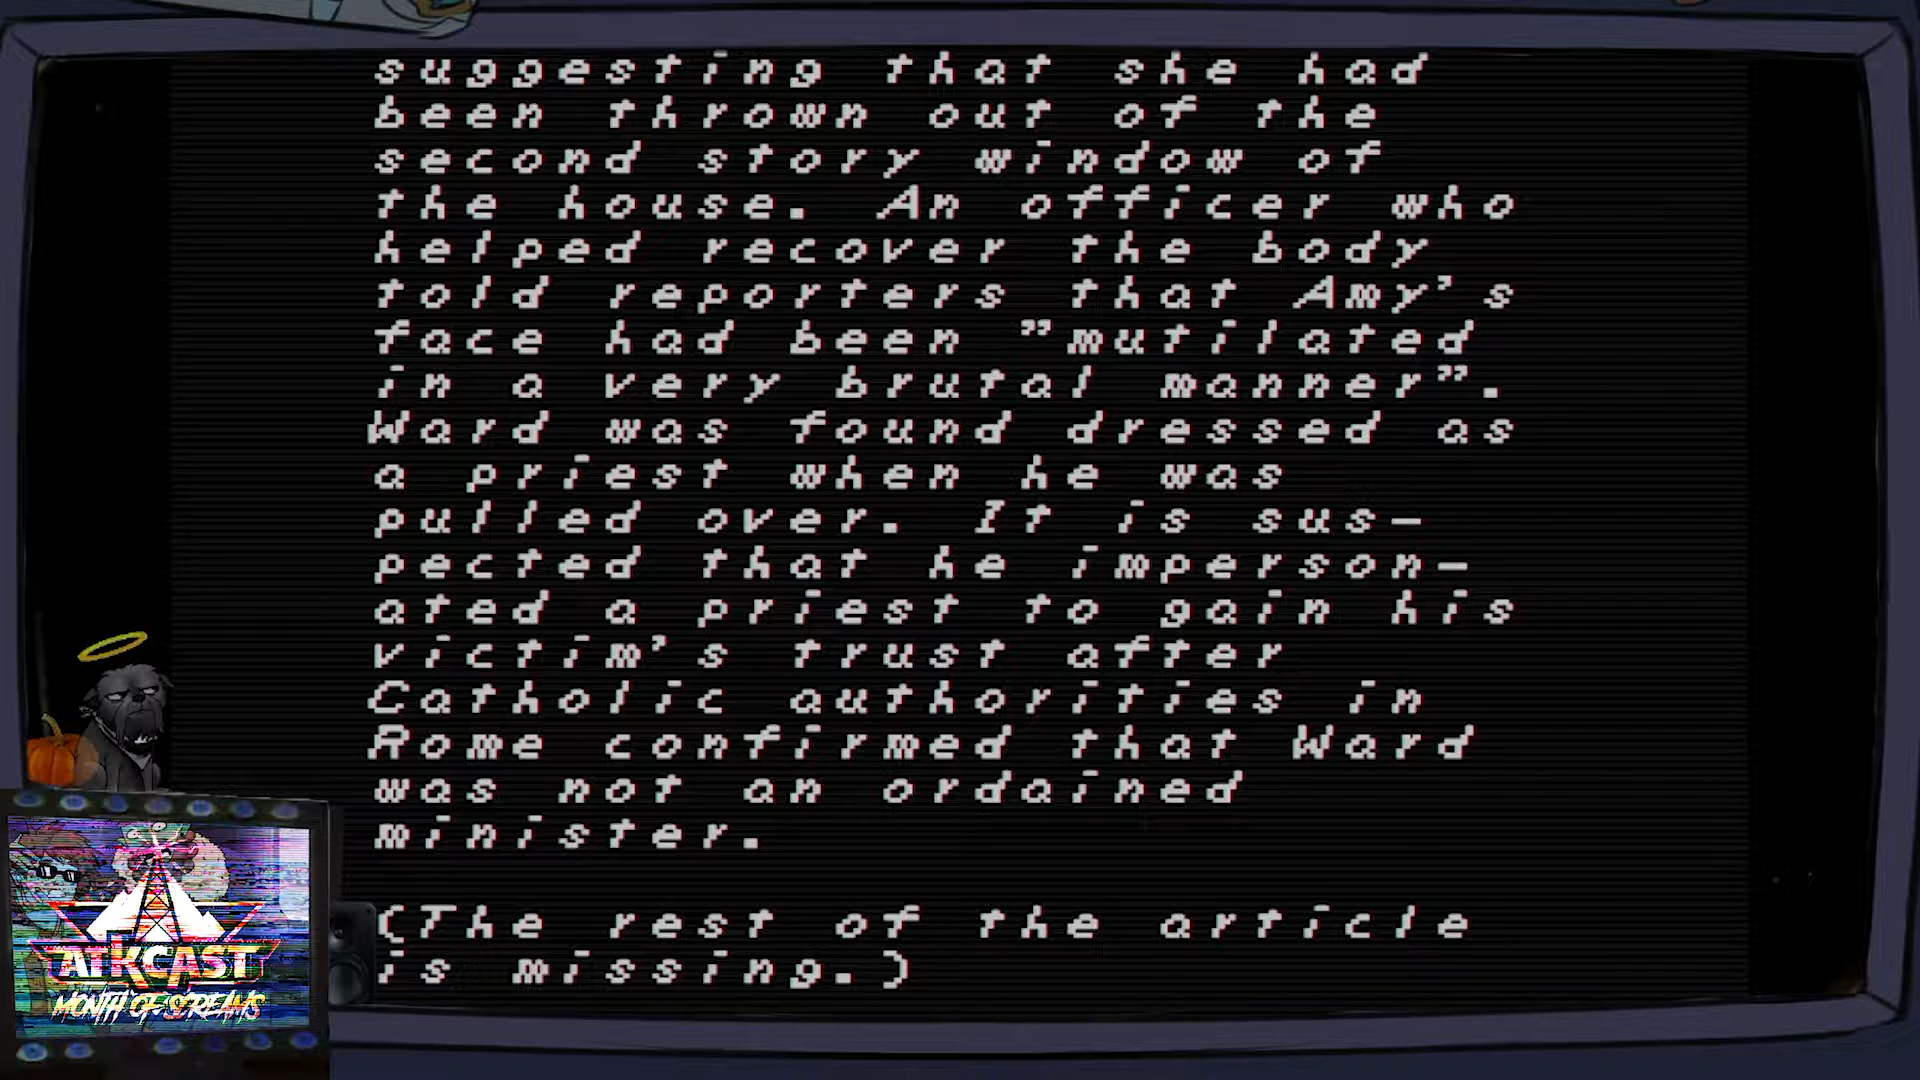 suggesting that she had
been thrown out of the
second story window of
the house. An officer who
helped recover the body
told reporters that Amy's
face had been "mutilated
in a very brutal manner".
Ward was found dressed as
a priest when he was
pulled over. It is sus-
pected that he imperson-
ated a priest to gain his
victim's trust after
Catholic authorities in
Rome confirmed that Ward
was not an ordained
minister.
(The rest of the article
is missing.)
ATKCAST
MONTH OF SCREAMS